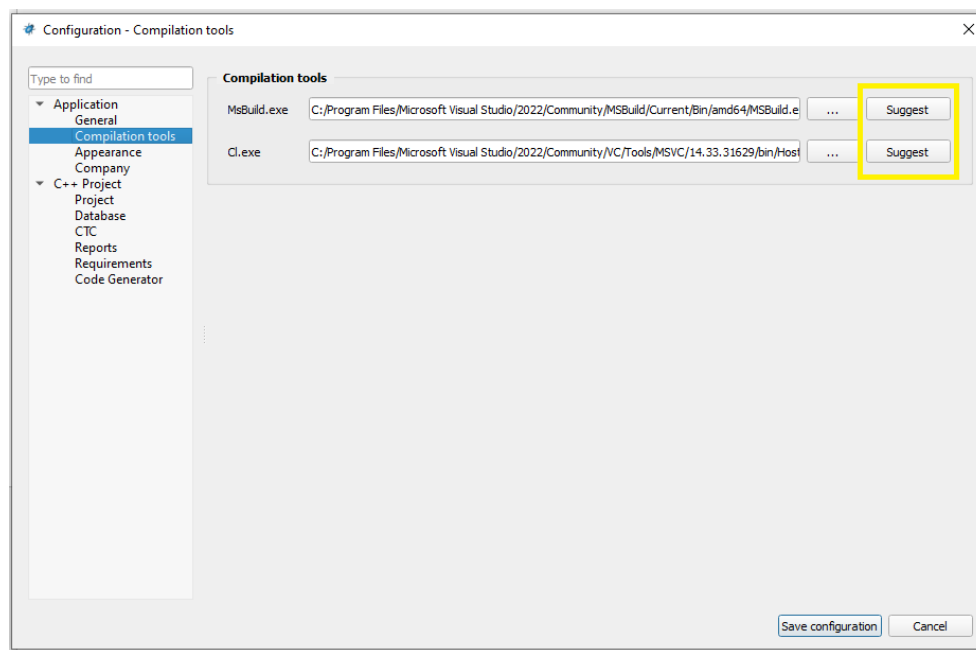 Configuration - Compilation tools
Type to find
Application
General
Compilation tools
Appearance
Company
C++ Project
Project
Database
CTC
Reports
Requirements
Code Generator
Compilation tools
MsBuild.exe C:/Program Files/Microsoft Visual Studio/2022/Community/MSBuild/Current/Bin/amd64/MSBuild.e ... Suggest
Cl.exe C:/Program Files/Microsoft Visual Studio/2022/Community/VC/Tools/MSVC/14.33.31629/bin/Host ... Suggest
Save configuration Cancel